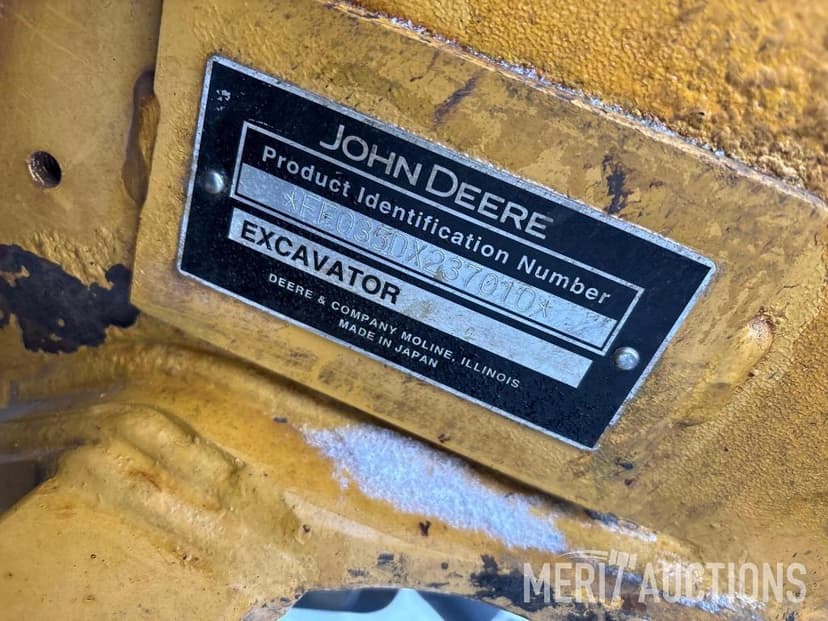 JOHN DEERE
Product Identification Number
*FF035DX237010*
EXCAVATOR
DEERE & COMPANY MOLINE, ILLINOIS
MADE IN JAPAN
MERIT AUCTIONS